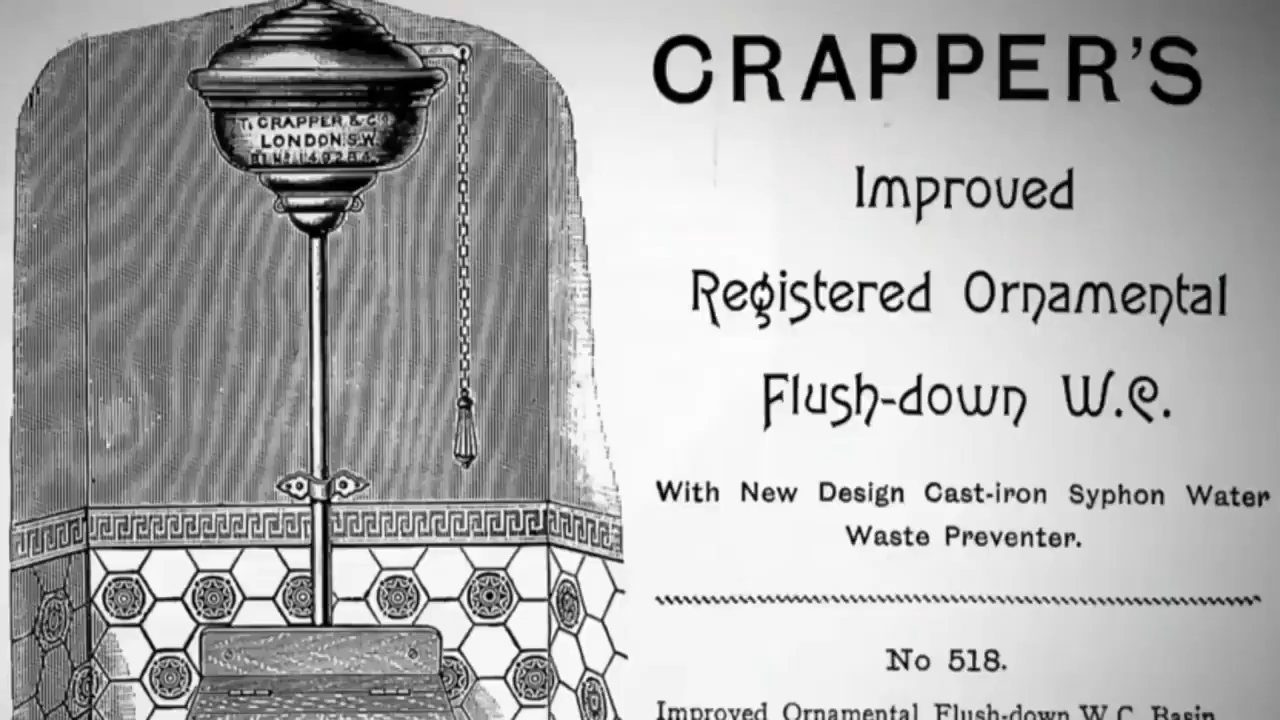 T. CRAPPER & Co
LONDON. S.W.
CRAPPER'S
Improved
Registered Ornamental
Flush-down W.C.
With New Design Cast-iron Syphon Water
Waste Preventer.
No 518.
Improved Ornamental Flush-down W.C. Basin